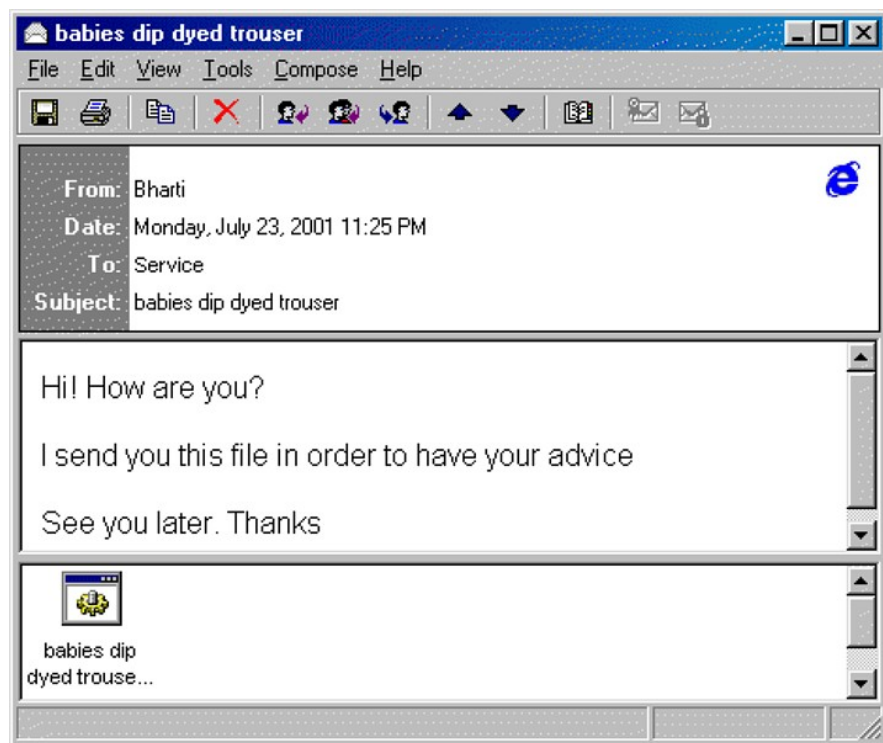 babies dip dyed trouser
File Edit View Tools Compose Help
From: Bharti
Date: Monday, July 23, 2001 11:25 PM
To: Service
Subject: babies dip dyed trouser
Hi! How are you?
I send you this file in order to have your advice
See you later. Thanks
babies dip
dyed trouse...